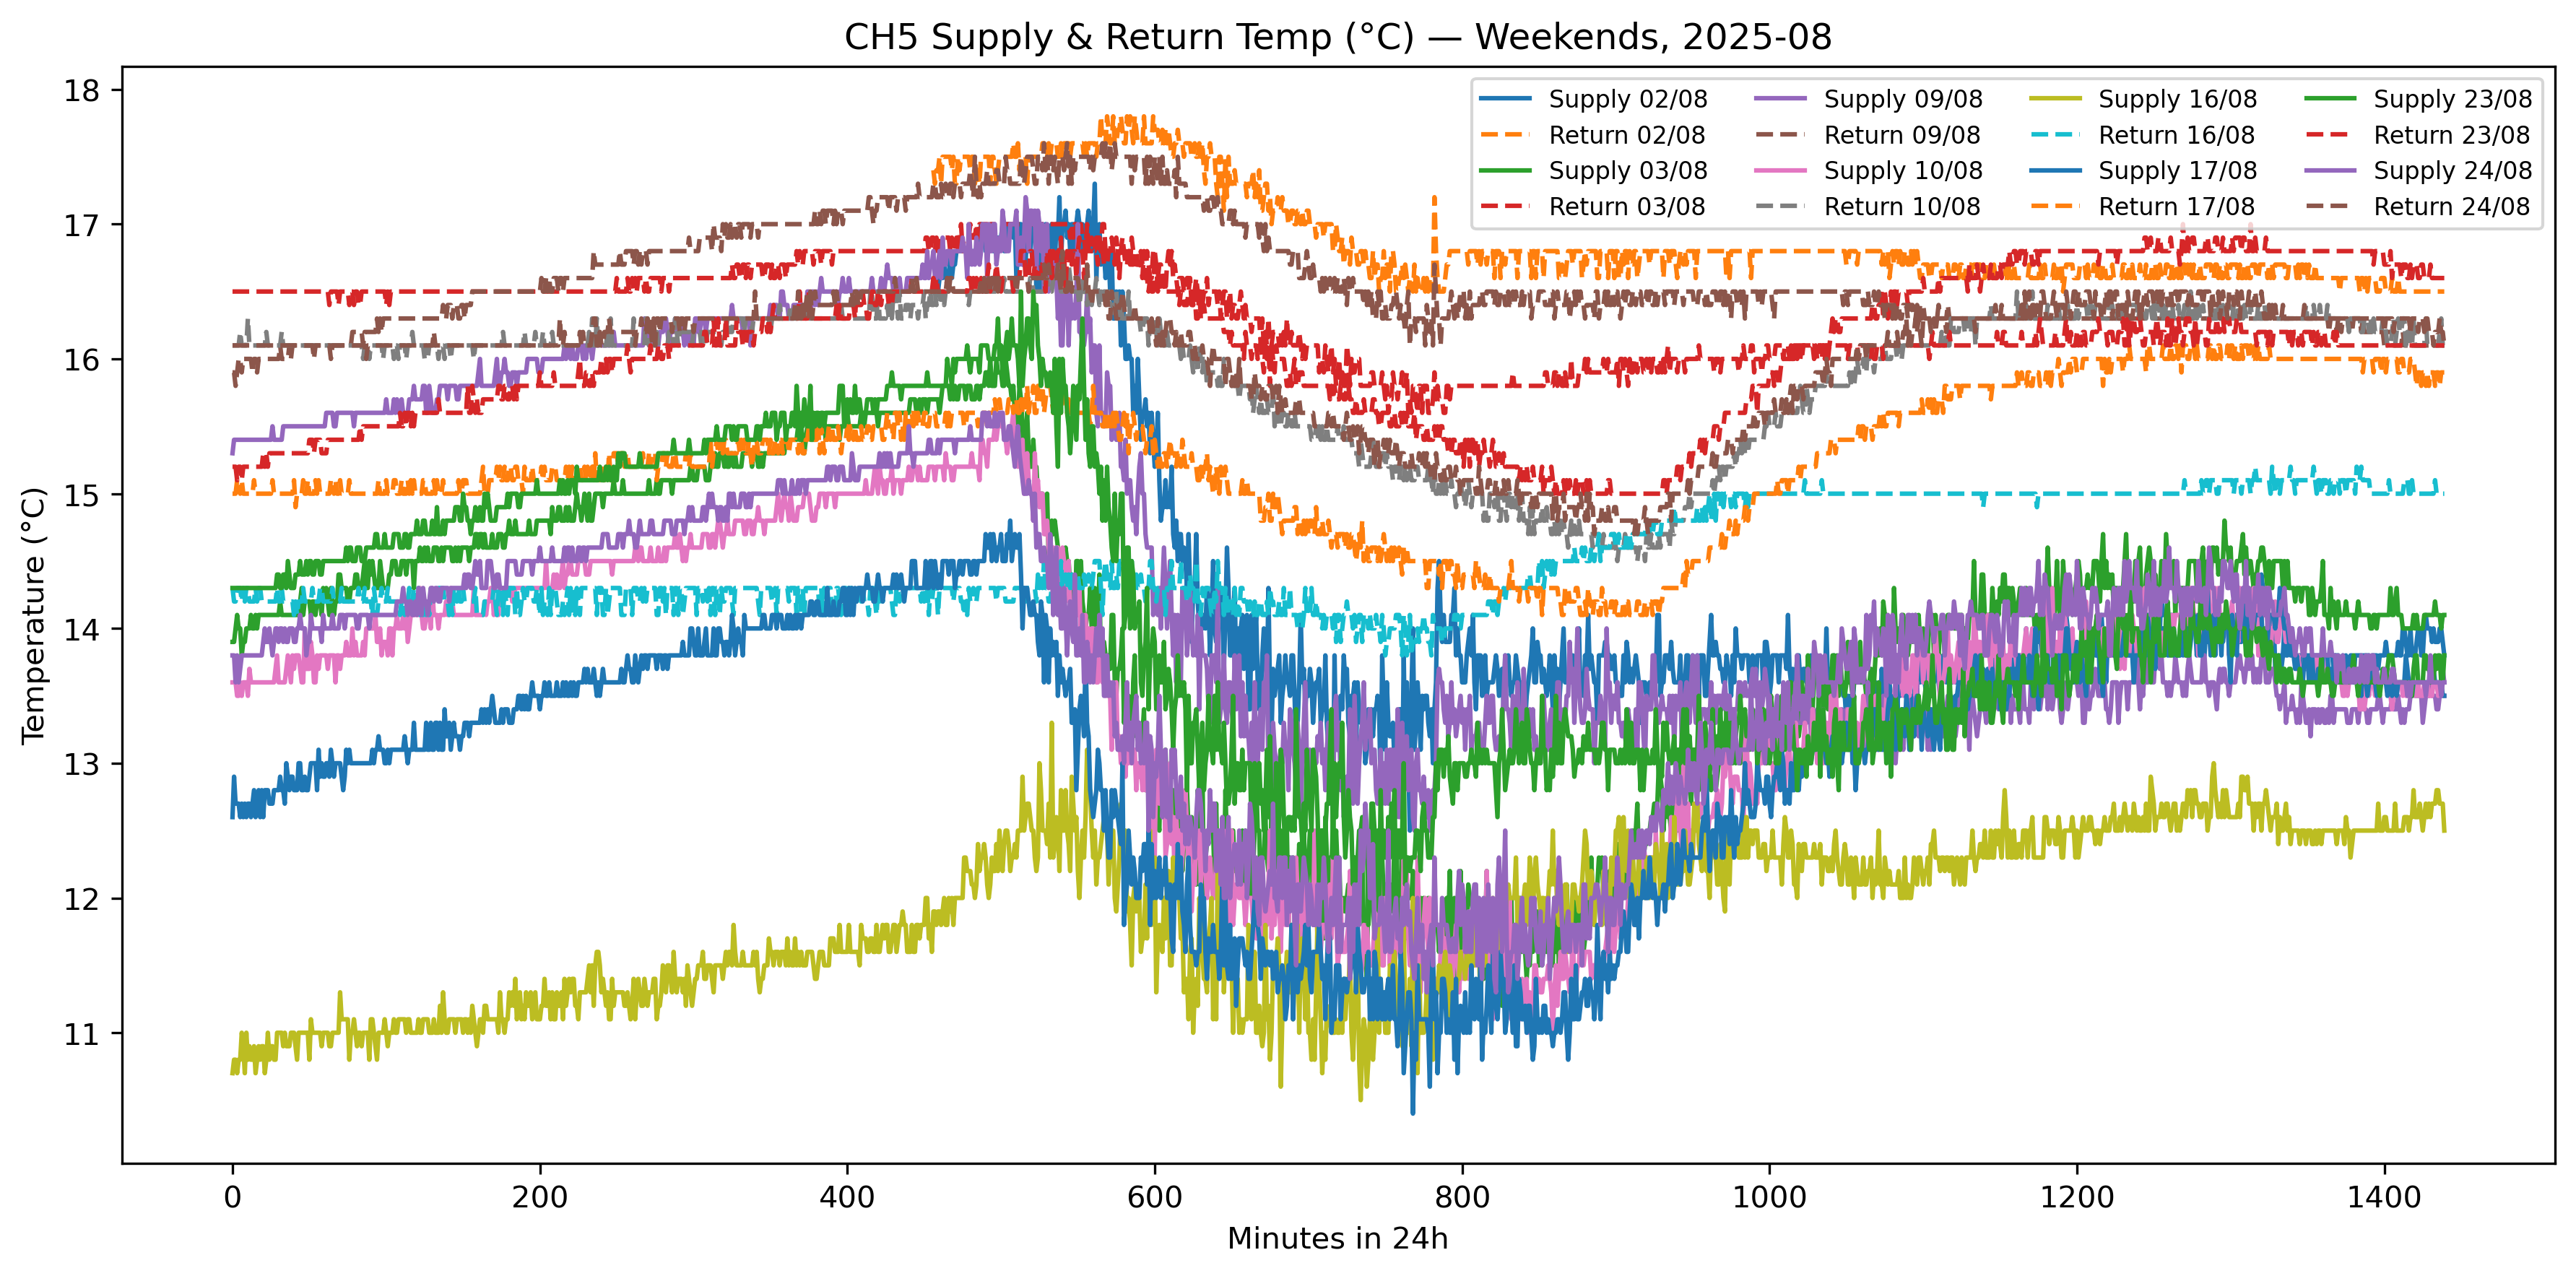 CH5 Supply & Return Temp (°C) — Weekends, 2025-08
Supply 02/08
Return 02/08
Supply 03/08
Return 03/08
Supply 09/08
Return 09/08
Supply 10/08
Return 10/08
Supply 16/08
Return 16/08
Supply 17/08
Return 17/08
Supply 23/08
Return 23/08
Supply 24/08
Return 24/08
Temperature (°C)
18
17
16
15
14
13
12
11
0 200 400 600 800 1000 1200 1400
Minutes in 24h